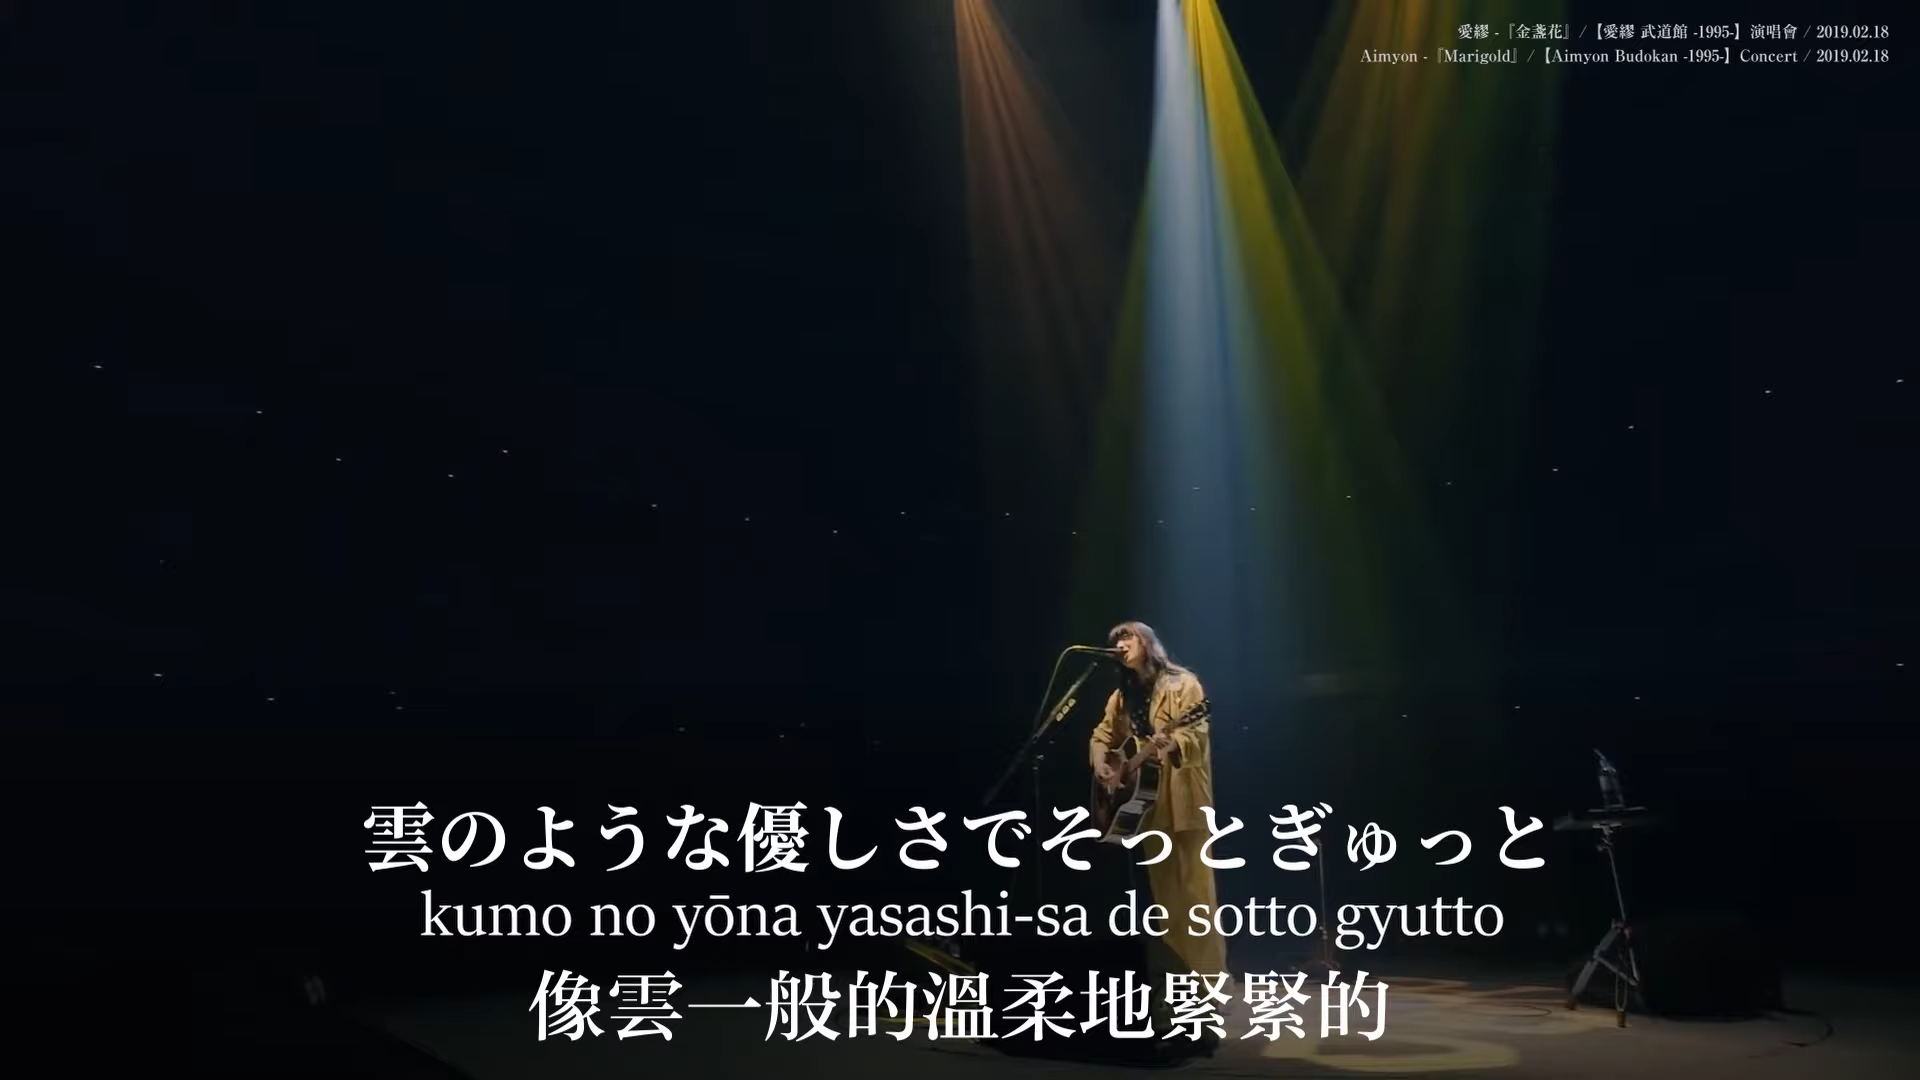 愛繆 -『金盞花』/【愛繆 武道館 -1995-】演唱會 / 2019.02.18
Aimyon -『Marigold』/【Aimyon Budokan -1995-】Concert / 2019.02.18
雲のような優しさでそっとぎゅっと
kumo no yōna yasashi-sa de sotto gyutto
像雲一般的溫柔地緊緊的